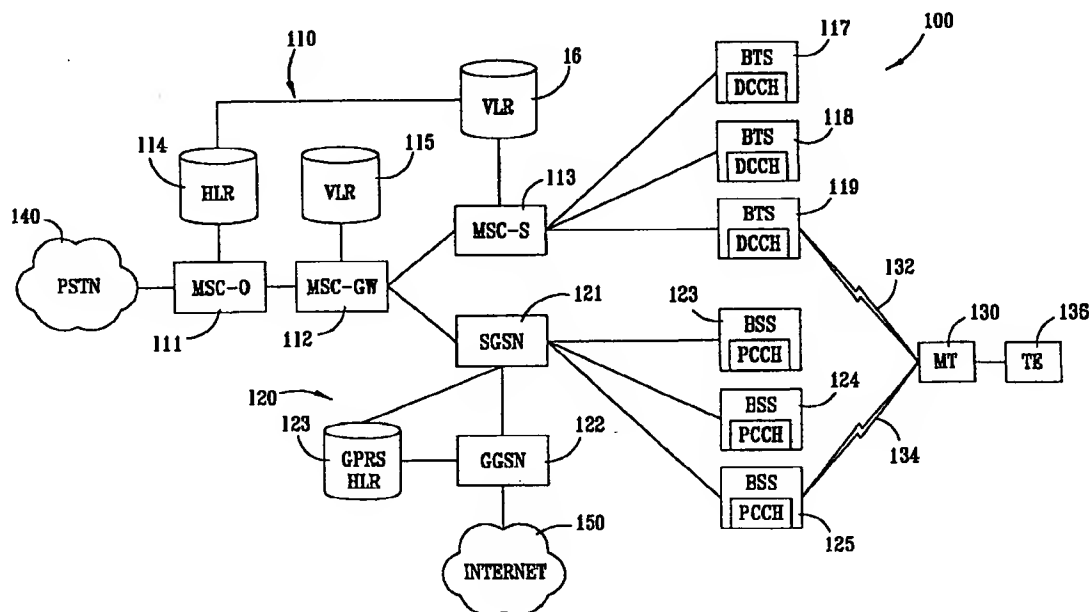 117
100
110
16
BTS
DCCH
VLR
118
114
115
BTS
DCCH
HLR
VLR
113
119
140
MSC-S
BTS
DCCH
PSTN
MSC-O
MSC-GW
132
121
123
130
136
111
112
SGSN
BSS
PCCH
MT
TE
120
124
123
122
BSS
PCCH
134
GPRS
HLR
GGSN
150
BSS
PCCH
125
INTERNET